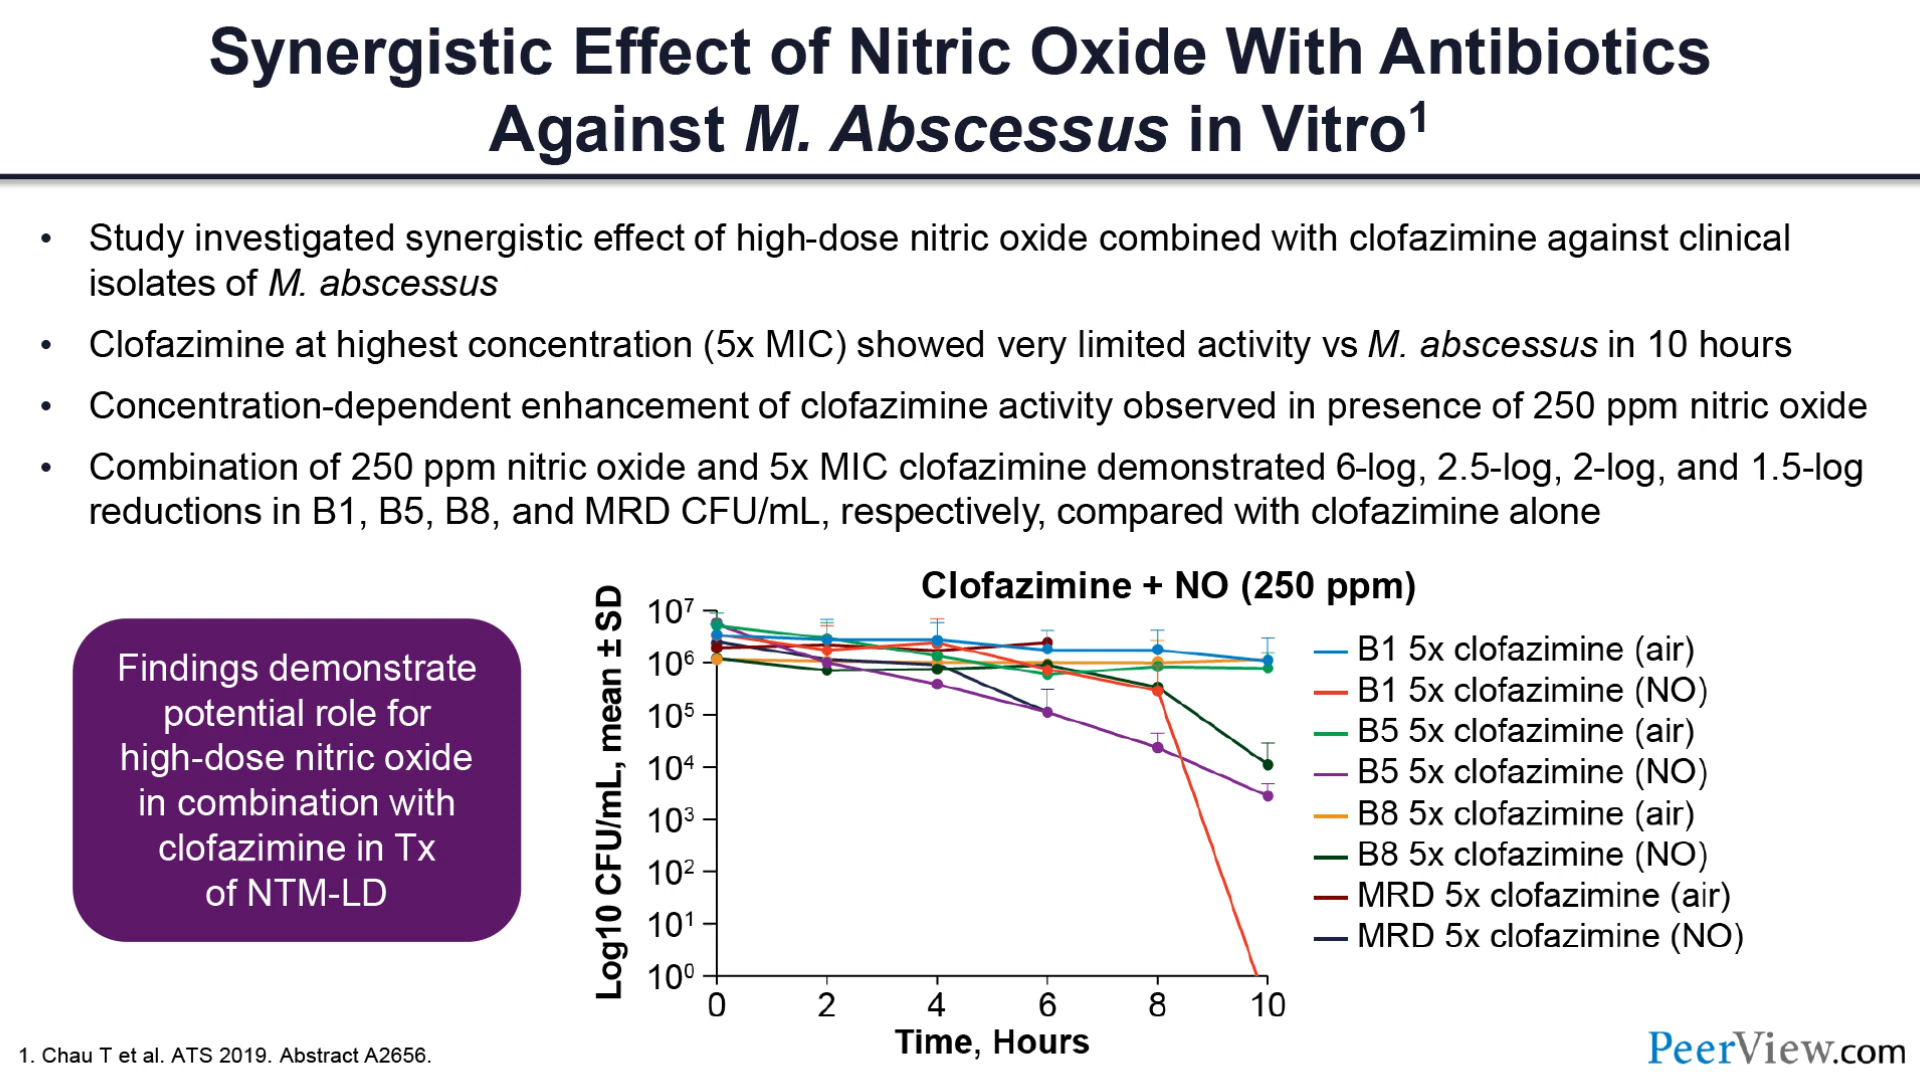 Synergistic Effect of Nitric Oxide With Antibiotics
Against M. Abscessus in Vitro¹
• Study investigated synergistic effect of high-dose nitric oxide combined with clofazimine against clinical
isolates of M. abscessus
• Clofazimine at highest concentration (5x MIC) showed very limited activity vs M. abscessus in 10 hours
• Concentration-dependent enhancement of clofazimine activity observed in presence of 250 ppm nitric oxide
• Combination of 250 ppm nitric oxide and 5x MIC clofazimine demonstrated 6-log, 2.5-log, 2-log, and 1.5-log
reductions in B1, B5, B8, and MRD CFU/mL, respectively, compared with clofazimine alone
Findings demonstrate
potential role for
high-dose nitric oxide
in combination with
clofazimine in Tx
of NTM-LD
Clofazimine + NO (250 ppm)
Log10 CFU/mL, mean ± SD
10⁷
10⁶
10⁵
10⁴
10³
10²
10¹
10⁰
0 2 4 6 8 10
Time, Hours
B1 5x clofazimine (air)
B1 5x clofazimine (NO)
B5 5x clofazimine (air)
B5 5x clofazimine (NO)
B8 5x clofazimine (air)
B8 5x clofazimine (NO)
MRD 5x clofazimine (air)
MRD 5x clofazimine (NO)
1. Chau T et al. ATS 2019. Abstract A2656.
PeerView.com